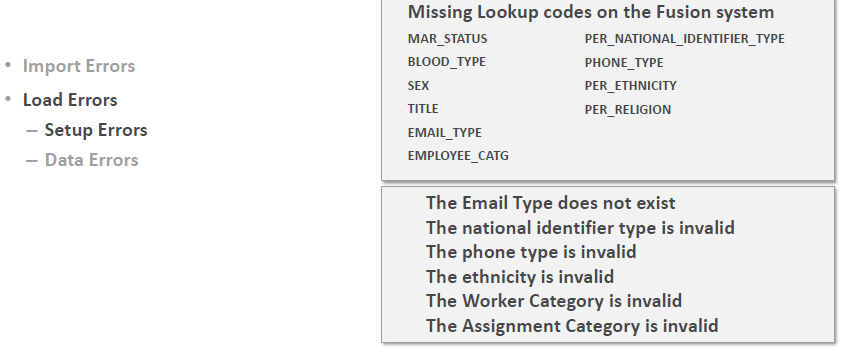 • Import Errors
• Load Errors
– Setup Errors
– Data Errors
Missing Lookup codes on the Fusion system
MAR_STATUS PER_NATIONAL_IDENTIFIER_TYPE
BLOOD_TYPE PHONE_TYPE
SEX PER_ETHNICITY
TITLE PER_RELIGION
EMAIL_TYPE
EMPLOYEE_CATG
The Email Type does not exist
The national identifier type is invalid
The phone type is invalid
The ethnicity is invalid
The Worker Category is invalid
The Assignment Category is invalid